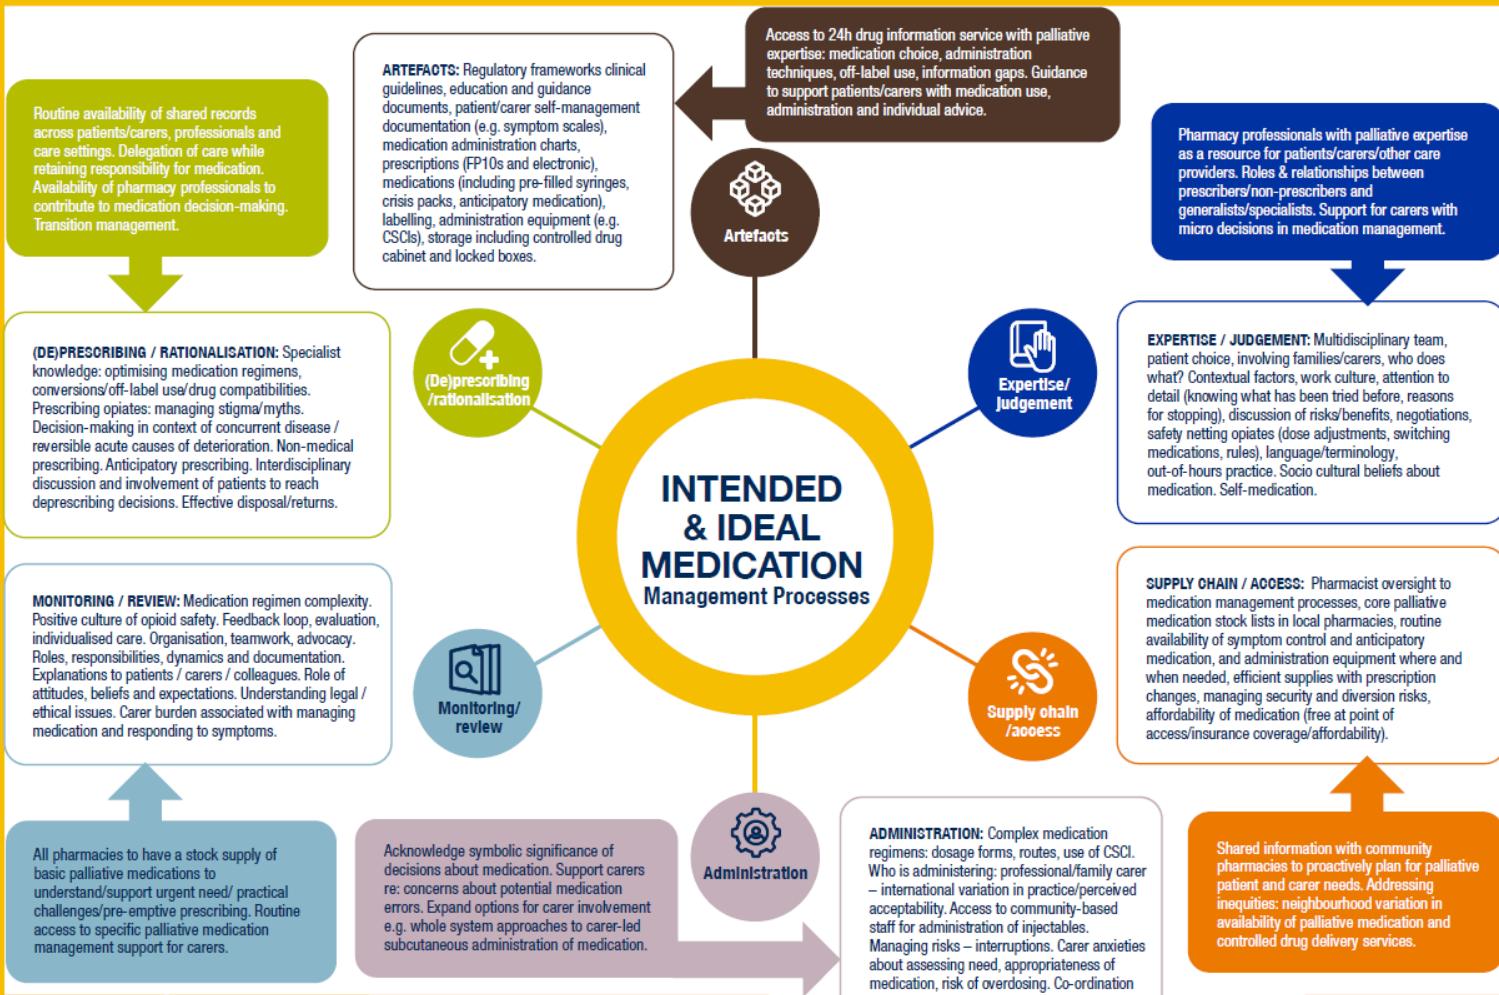 ARTEFACTS: Regulatory frameworks clinical
guidelines, education and guidance
documents, patient/carer self-management
documentation (e.g. symptom scales),
medication administration charts,
prescriptions (FP10s and electronic),
medications (including pre-filled syringes,
crisis packs, anticipatory medication),
labelling, administration equipment (e.g.
CSCIs), storage including controlled drug
cabinet and locked boxes.
Access to 24h drug information service with palliative
expertise: medication choice, administration
techniques, off-label use, information gaps. Guidance
to support patients/carers with medication use,
administration and individual advice.
Routine availability of shared records
across patients/carers, professionals and
care settings. Delegation of care while
retaining responsibility for medication.
Availability of pharmacy professionals to
contribute to medication decision-making.
Transition management.
Pharmacy professionals with palliative expertise
as a resource for patients/carers/other care
providers. Roles & relationships between
prescribers/non-prescribers and
generalists/specialists. Support for carers with
micro decisions in medication management.
Artefacts
(DE)PRESCRIBING / RATIONALISATION: Specialist
knowledge: optimising medication regimens,
conversions/off-label use/drug compatibilities.
Prescribing opiates: managing stigma/myths.
Decision-making in context of concurrent disease /
reversible acute causes of deterioration. Non-medical
prescribing. Anticipatory prescribing. Interdisciplinary
discussion and involvement of patients to reach
deprescribing decisions. Effective disposal/returns.
(De)prescribing
/rationalisation
Expertise/
Judgement
EXPERTISE / JUDGEMENT: Multidisciplinary team,
patient choice, involving families/carers, who does
what? Contextual factors, work culture, attention to
detail (knowing what has been tried before, reasons
for stopping), discussion of risks/benefits, negotiations,
safety netting opiates (dose adjustments, switching
medications, rules), language/terminology,
out-of-hours practice. Socio cultural beliefs about
medication. Self-medication.
INTENDED
& IDEAL
MEDICATION
Management Processes
MONITORING / REVIEW: Medication regimen complexity.
Positive culture of opioid safety. Feedback loop, evaluation,
individualised care. Organisation, teamwork, advocacy.
Roles, responsibilities, dynamics and documentation.
Explanations to patients / carers / colleagues. Role of
attitudes, beliefs and expectations. Understanding legal /
ethical issues. Carer burden associated with managing
medication and responding to symptoms.
Monitoring/
review
Supply chain
/access
SUPPLY CHAIN / ACCESS: Pharmacist oversight to
medication management processes, core palliative
medication stock lists in local pharmacies, routine
availability of symptom control and anticipatory
medication, and administration equipment where and
when needed, efficient supplies with prescription
changes, managing security and diversion risks,
affordability of medication (free at point of
access/insurance coverage/affordability).
All pharmacies to have a stock supply of
basic palliative medications to
understand/support urgent need/ practical
challenges/pre-emptive prescribing. Routine
access to specific palliative medication
management support for carers.
Acknowledge symbolic significance of
decisions about medication. Support carers
re: concerns about potential medication
errors. Expand options for carer involvement
e.g. whole system approaches to carer-led
subcutaneous administration of medication.
Administration
ADMINISTRATION: Complex medication
regimens: dosage forms, routes, use of CSCI.
Who is administering: professional/family carer
– international variation in practice/perceived
acceptability. Access to community-based
staff for administration of injectables.
Managing risks – interruptions. Carer anxieties
about assessing need, appropriateness of
medication, risk of overdosing. Co-ordination
Shared information with community
pharmacies to proactively plan for palliative
patient and carer needs. Addressing
inequities: neighbourhood variation in
availability of palliative medication and
controlled drug delivery services.